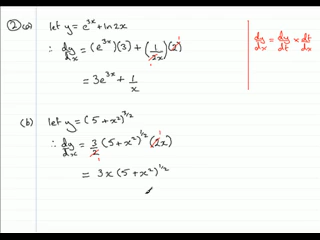 ② (a) let y = e^{3x} + ln 2x
∴ dy/dx = (e^{3x})(3) + (1/2x)(2)
= 3e^{3x} + 1/x
dy/dx = dy/dt × dt/dx
(b) let y = (5 + x²)^{3/2}
∴ dy/dx = 3/2 (5 + x²)^{1/2} (2x)
= 3x (5 + x²)^{1/2}